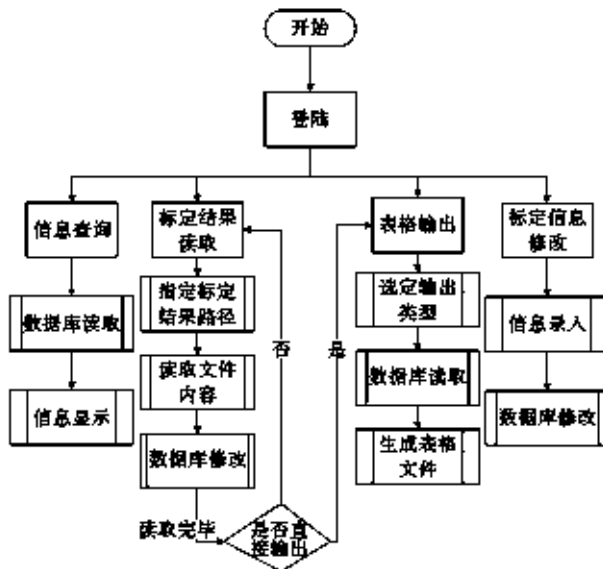 开始
登陆
信息查询
数据库读取
信息显示
标定结果
读取
指定标定
结果路径
读取文件
内容
数据库修改
读取完毕
是否直
接输出
否
是
表格输出
选定输出
类型
数据库读取
生成表格
文件
标定信息
修改
信息录入
数据库修改